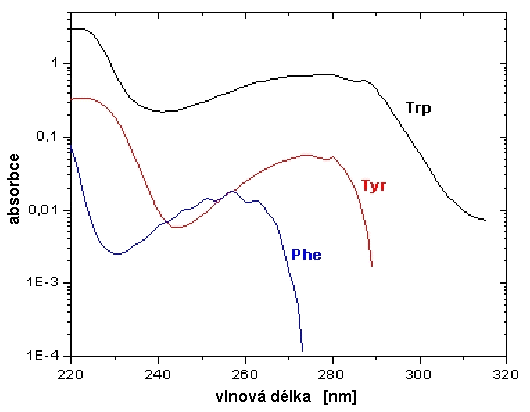 1
0,1
0,01
1E-3
1E-4
absorbce
Trp
Tyr
Phe
220 240 260 280 300 320
vlnová délka [nm]